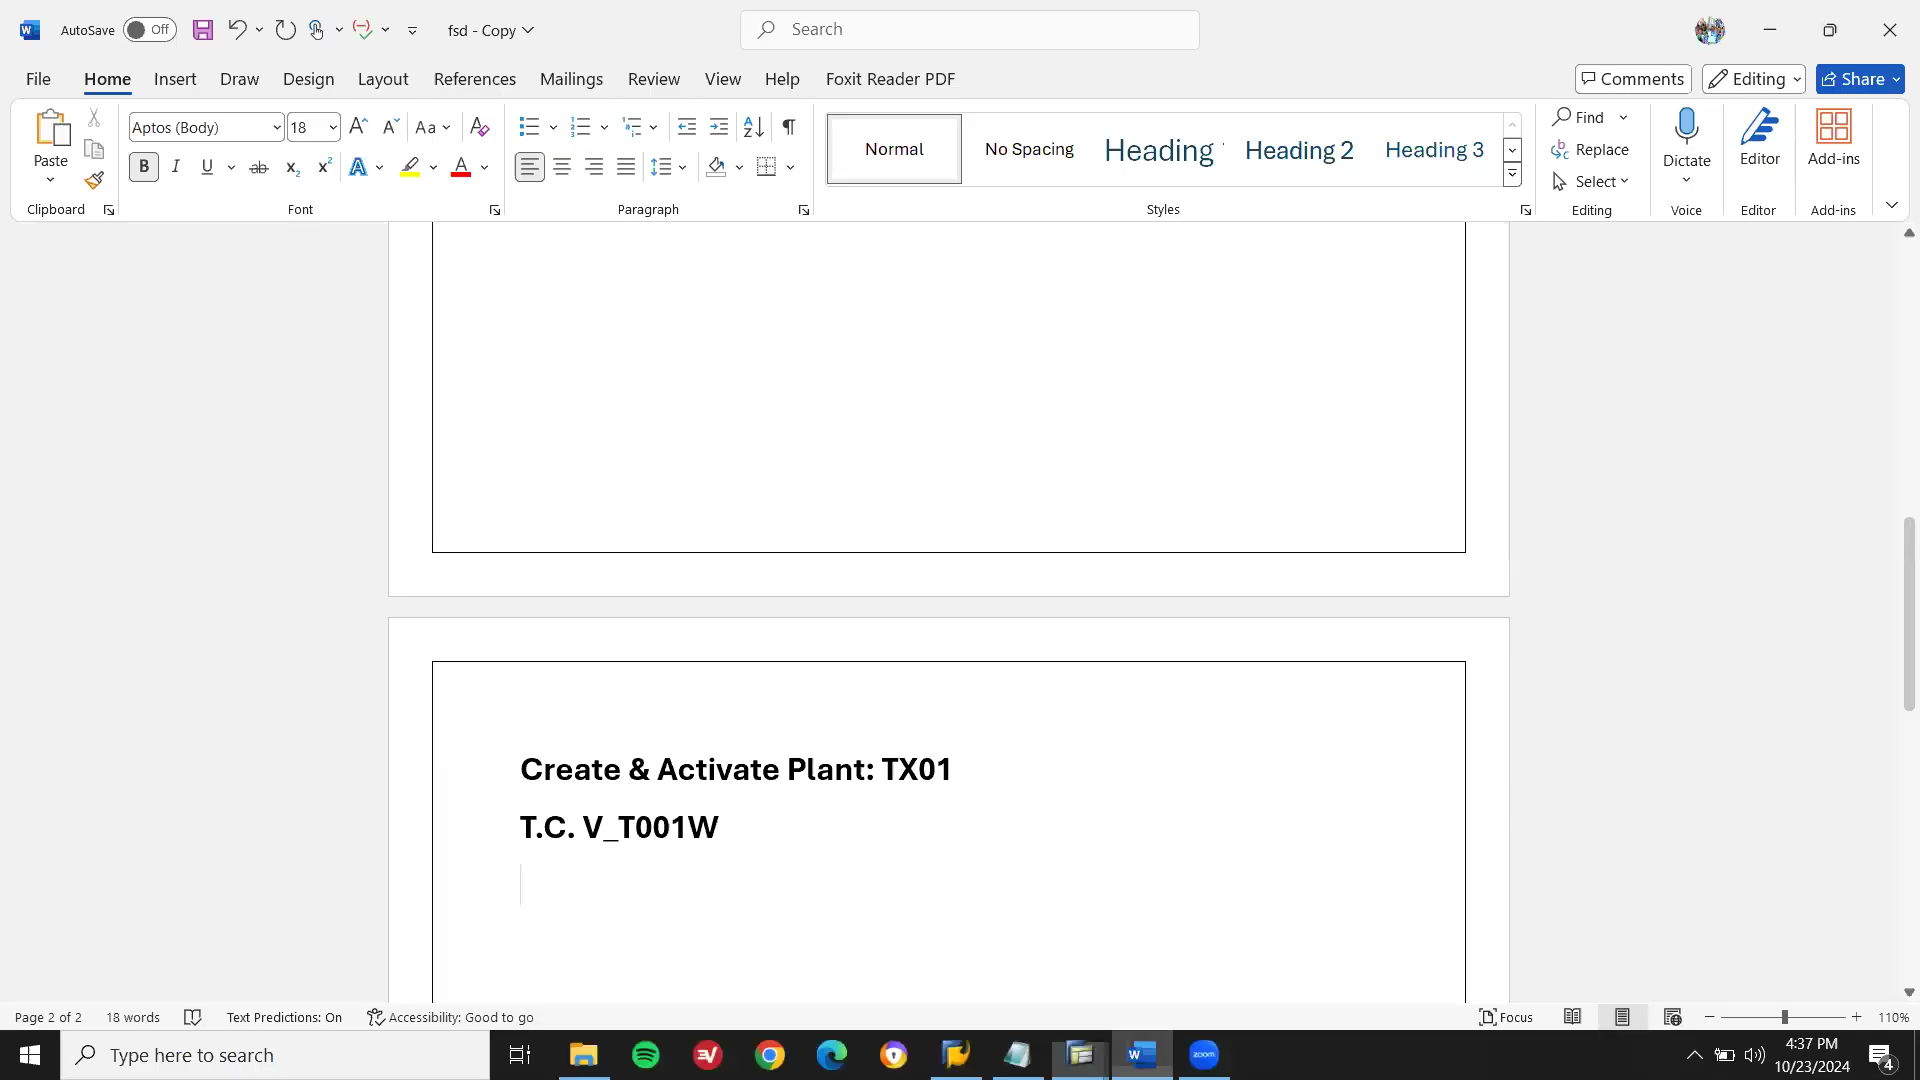 AutoSave Off fsd - Copy Search
File Home Insert Draw Design Layout References Mailings Review View Help Foxit Reader PDF Comments Editing Share
Paste
Clipboard
Aptos (Body) 18
Font
Paragraph
Normal No Spacing Heading Heading 2 Heading 3
Styles
Find
Replace
Select
Editing
Dictate
Voice
Editor
Editor
Add-ins
Add-ins
Create & Activate Plant: TX01
T.C. V_T001W
Page 2 of 2 18 words Text Predictions: On Accessibility: Good to go Focus 110%
Type here to search
zoom
4:37 PM
10/23/2024
4